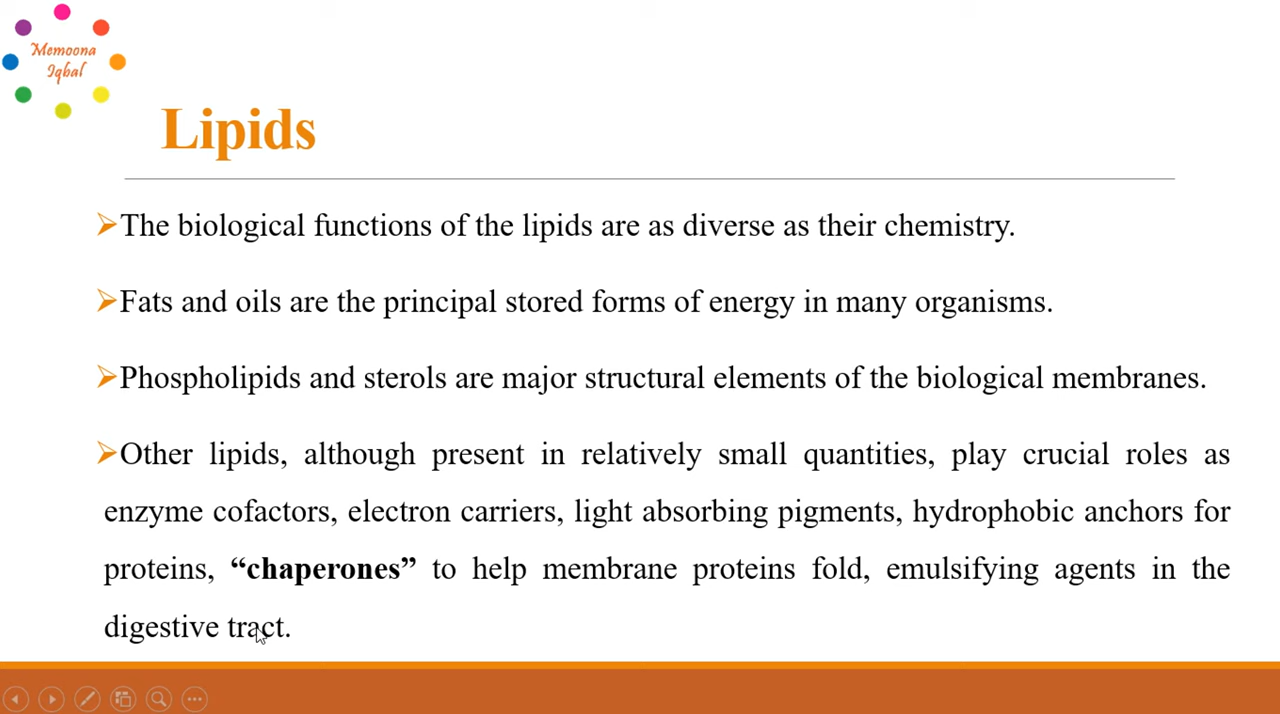 Memoona
Iqbal
Lipids
➢The biological functions of the lipids are as diverse as their chemistry.
➢Fats and oils are the principal stored forms of energy in many organisms.
➢Phospholipids and sterols are major structural elements of the biological membranes.
➢Other lipids, although present in relatively small quantities, play crucial roles as
enzyme cofactors, electron carriers, light absorbing pigments, hydrophobic anchors for
proteins, “chaperones” to help membrane proteins fold, emulsifying agents in the
digestive tract.